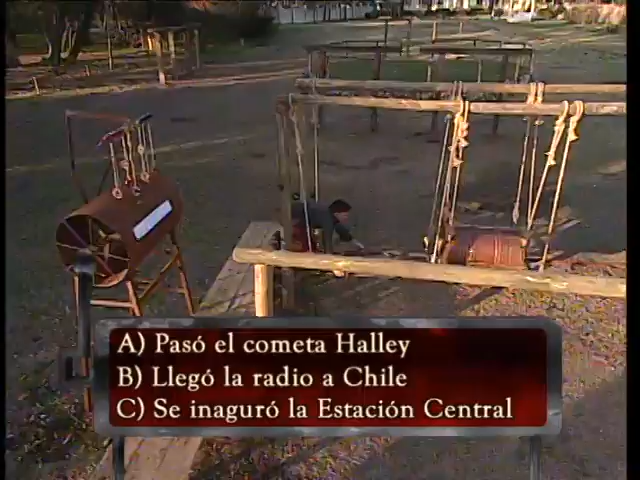 A) Pasó el cometa Halley
B) Llegó la radio a Chile
C) Se inaguró la Estación Central